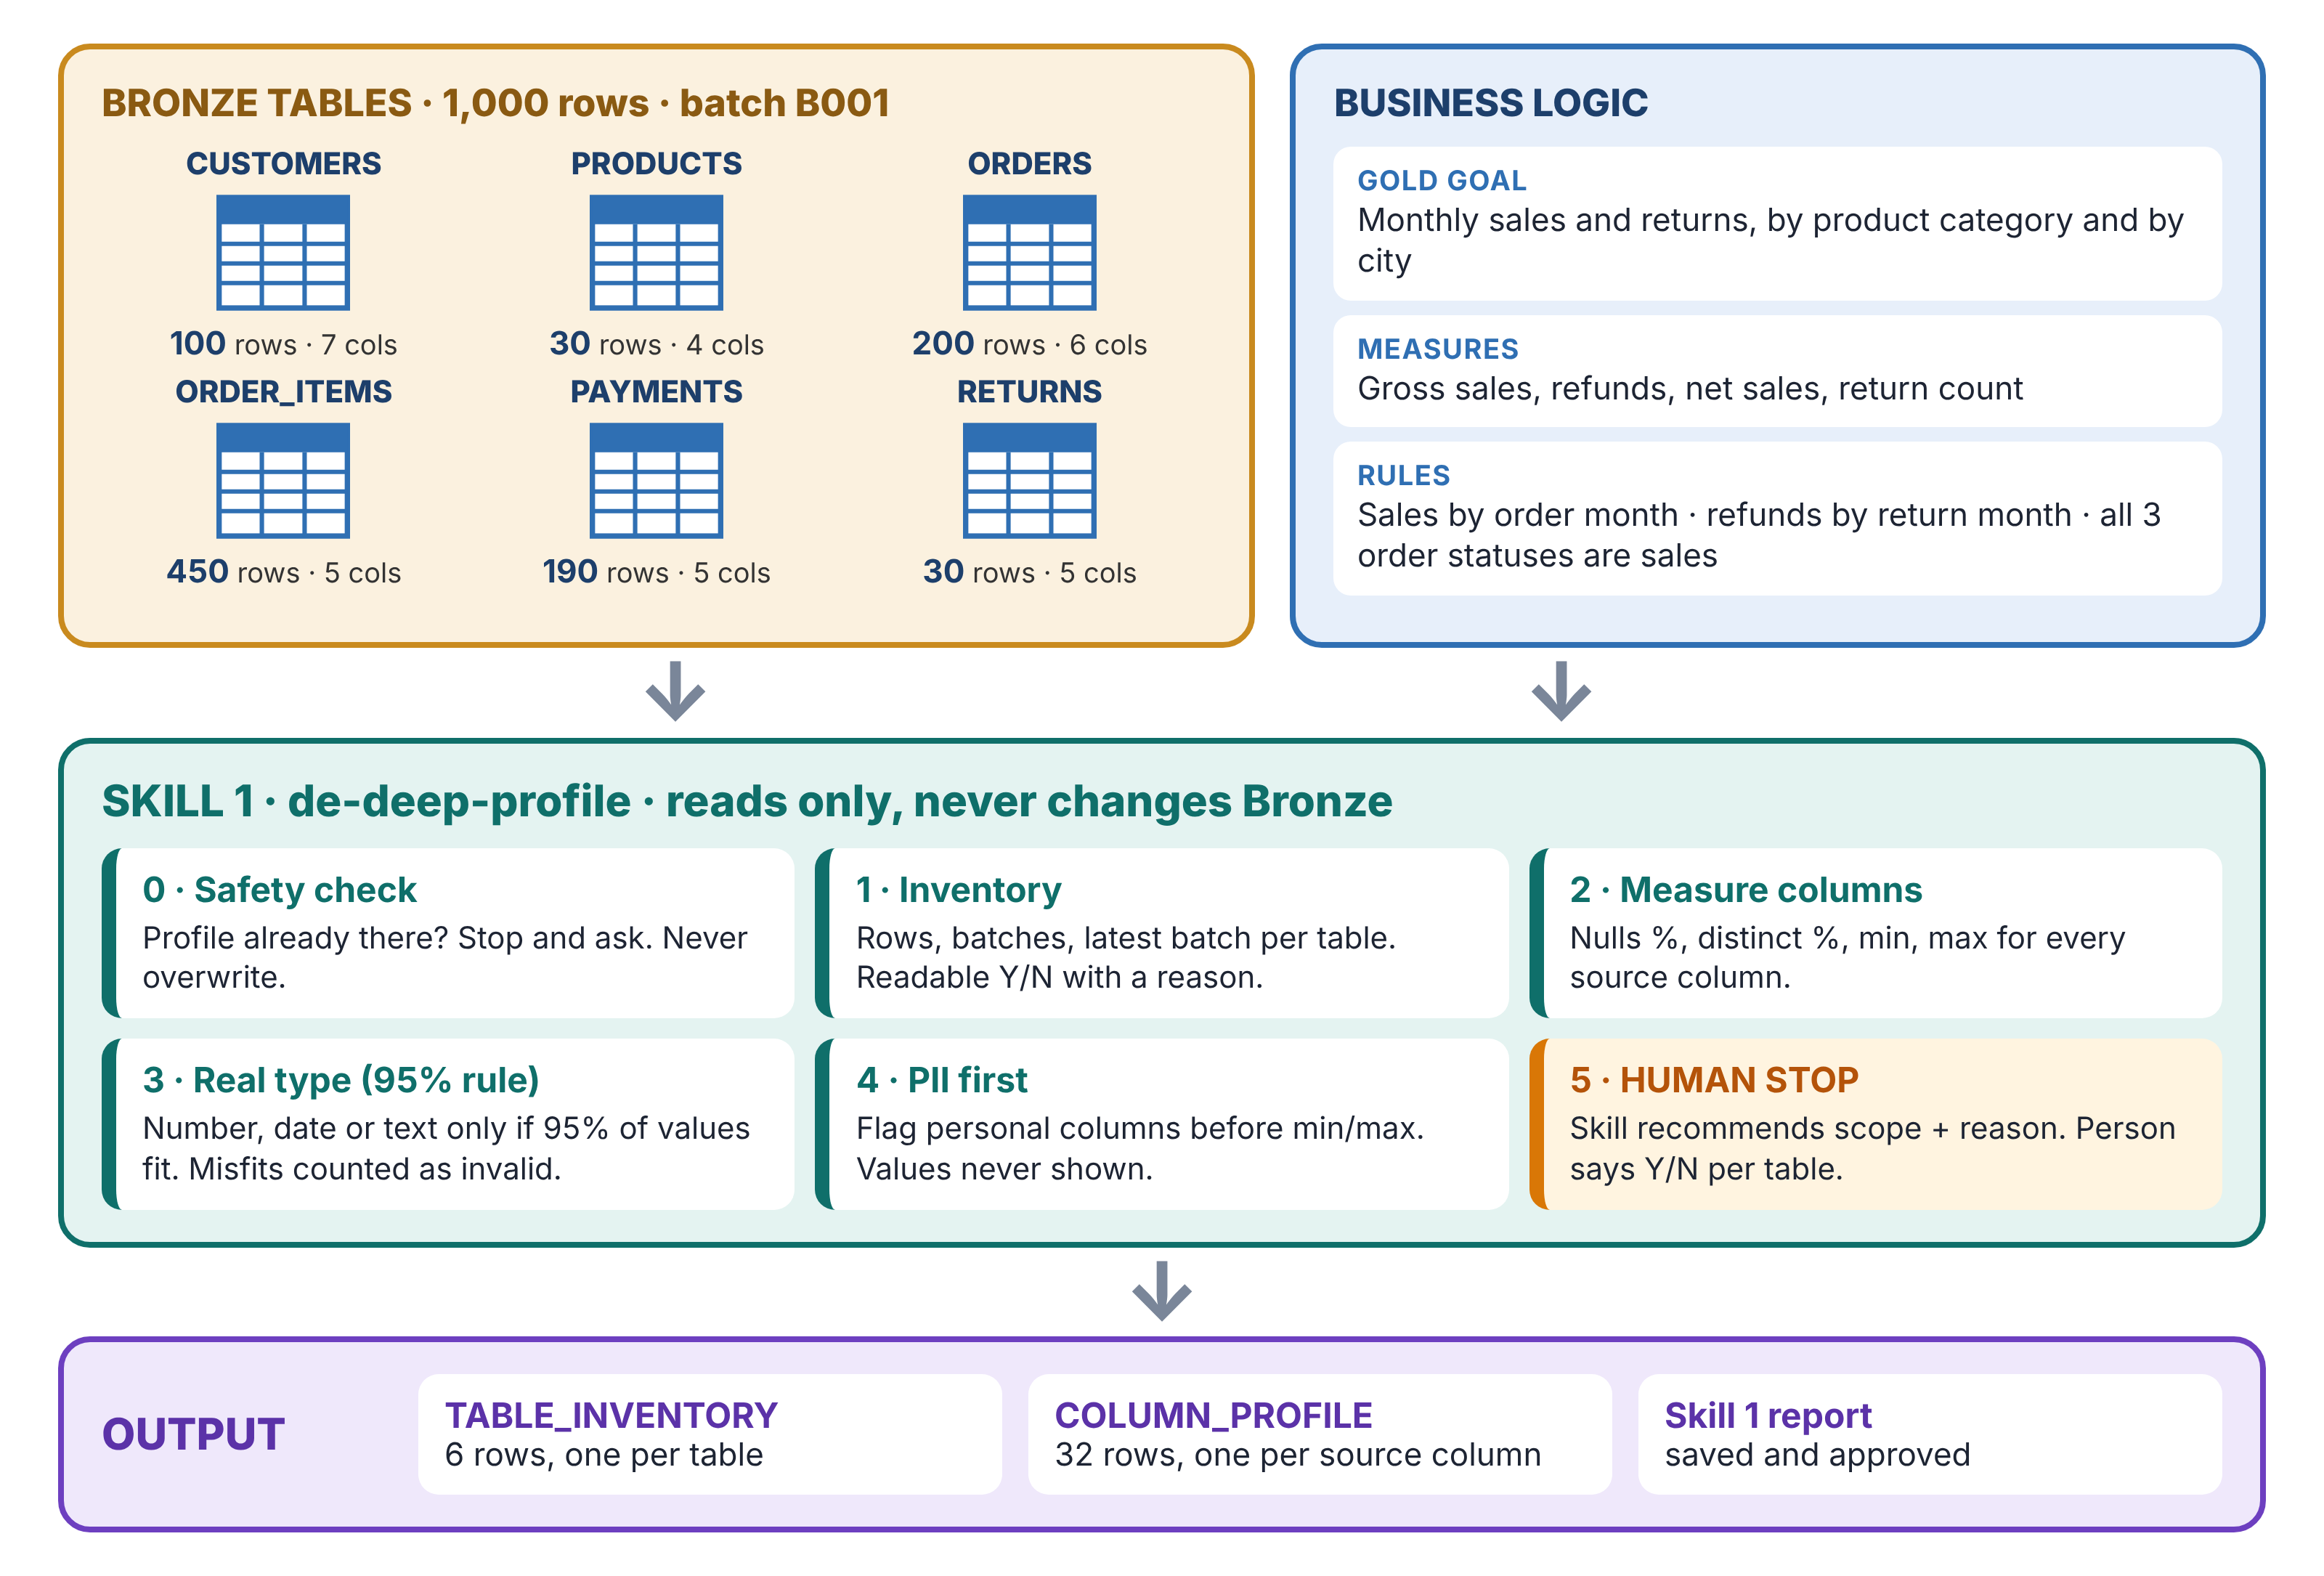 BRONZE TABLES · 1,000 rows · batch B001
CUSTOMERS
100 rows · 7 cols
PRODUCTS
30 rows · 4 cols
ORDERS
200 rows · 6 cols
ORDER_ITEMS
450 rows · 5 cols
PAYMENTS
190 rows · 5 cols
RETURNS
30 rows · 5 cols
BUSINESS LOGIC
GOLD GOAL
Monthly sales and returns, by product category and by
city
MEASURES
Gross sales, refunds, net sales, return count
RULES
Sales by order month · refunds by return month · all 3
order statuses are sales
SKILL 1 · de-deep-profile · reads only, never changes Bronze
0 · Safety check
Profile already there? Stop and ask. Never
overwrite.
1 · Inventory
Rows, batches, latest batch per table.
Readable Y/N with a reason.
2 · Measure columns
Nulls %, distinct %, min, max for every
source column.
3 · Real type (95% rule)
Number, date or text only if 95% of values
fit. Misfits counted as invalid.
4 · PII first
Flag personal columns before min/max.
Values never shown.
5 · HUMAN STOP
Skill recommends scope + reason. Person
says Y/N per table.
OUTPUT
TABLE_INVENTORY
6 rows, one per table
COLUMN_PROFILE
32 rows, one per source column
Skill 1 report
saved and approved